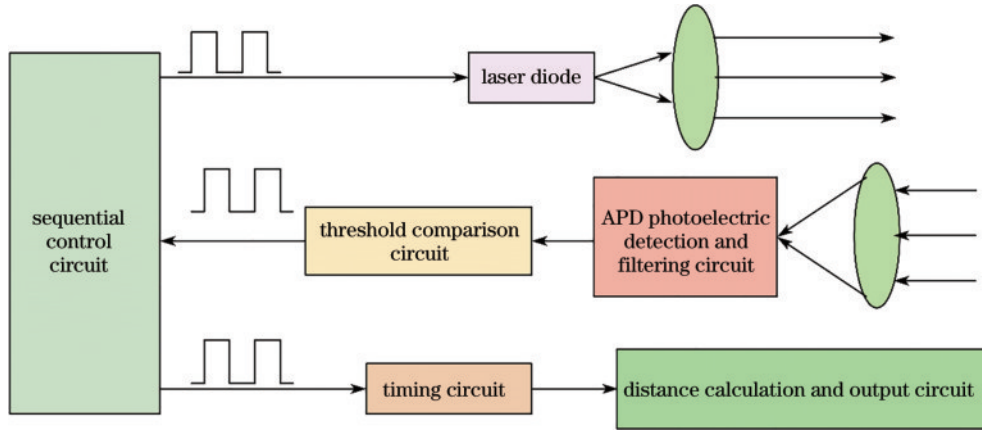 laser diode
sequential
control
circuit
threshold comparison
circuit
APD photoelectric
detection and
filtering circuit
timing circuit
distance calculation and output circuit